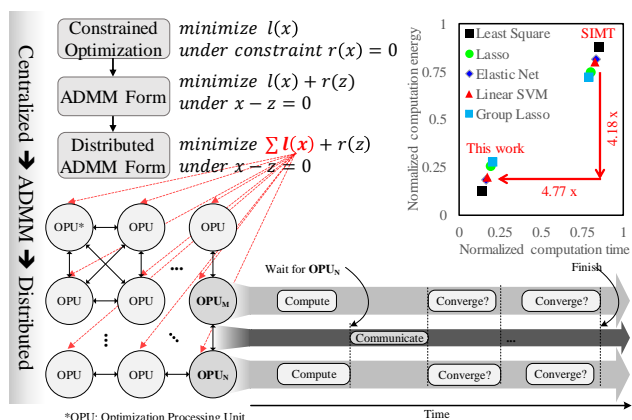 Centralized ➔ ADMM ➔ Distributed
Constrained
Optimization
minimize l(x)
under constraint r(x) = 0
ADMM Form
minimize l(x) + r(z)
under x − z = 0
Distributed
ADMM Form
minimize ∑ l(x) + r(z)
under x − z = 0
OPU* OPU OPU
...
OPU OPU OPU_M
... ...
OPU OPU OPU_N
*OPU: Optimization Processing Unit
Normalized computation energy
1
0.75
0.5
0.25
0
0 0.25 0.5 0.75 1
Normalized computation time
Least Square
Lasso
Elastic Net
Linear SVM
Group Lasso
SIMT
This work
4.18 x
4.77 x
Wait for OPU_N
Finish
Compute Converge? Converge?
Communicate ...
Compute Converge? Converge?
Time